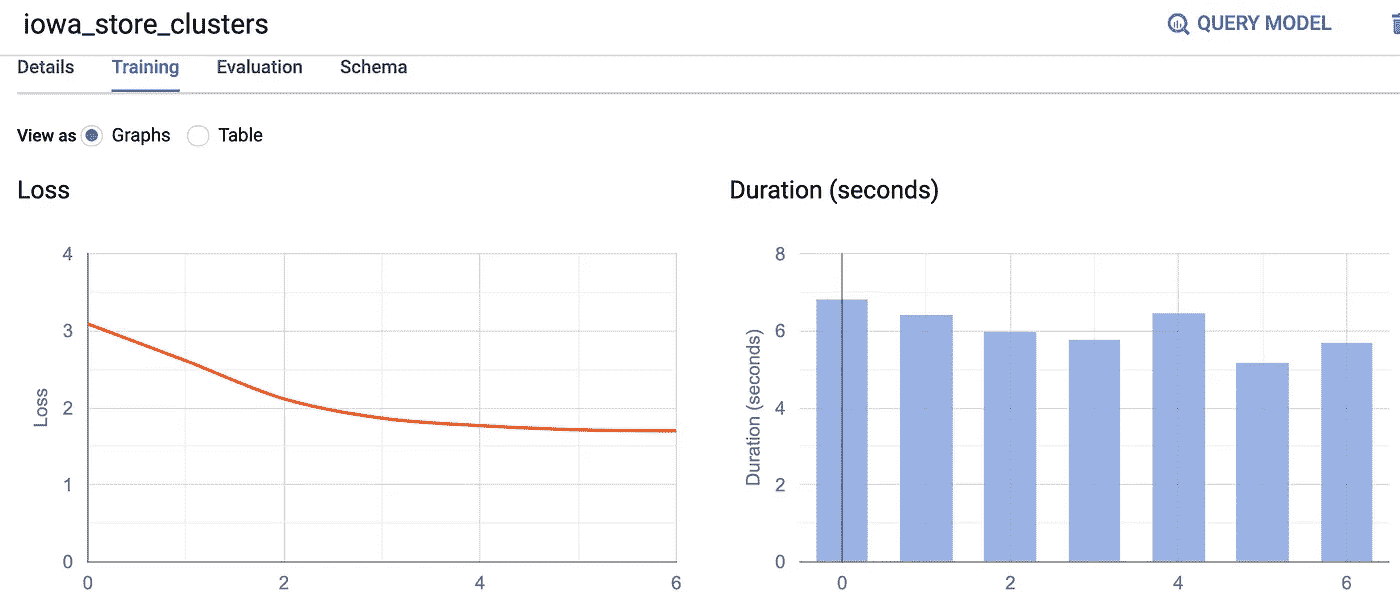 iowa_store_clusters
QUERY MODEL
Details Training Evaluation Schema
View as Graphs Table
Loss
4
3
2
1
0
Loss
0 2 4 6
Duration (seconds)
8
6
4
2
0
Duration (seconds)
0 2 4 6